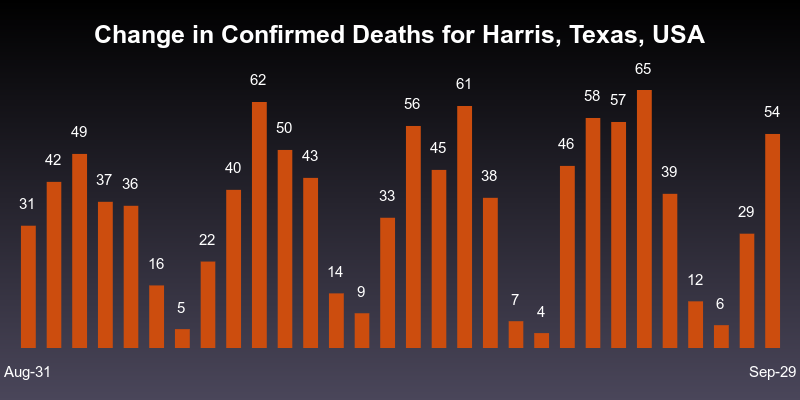 Change in Confirmed Deaths for Harris, Texas, USA
31 42 49 37 36 16 5 22 40 62 50 43 14 9 33 56 45 61 38 7 4 46 58 57 65 39 12 6 29 54
Aug-31 Sep-29